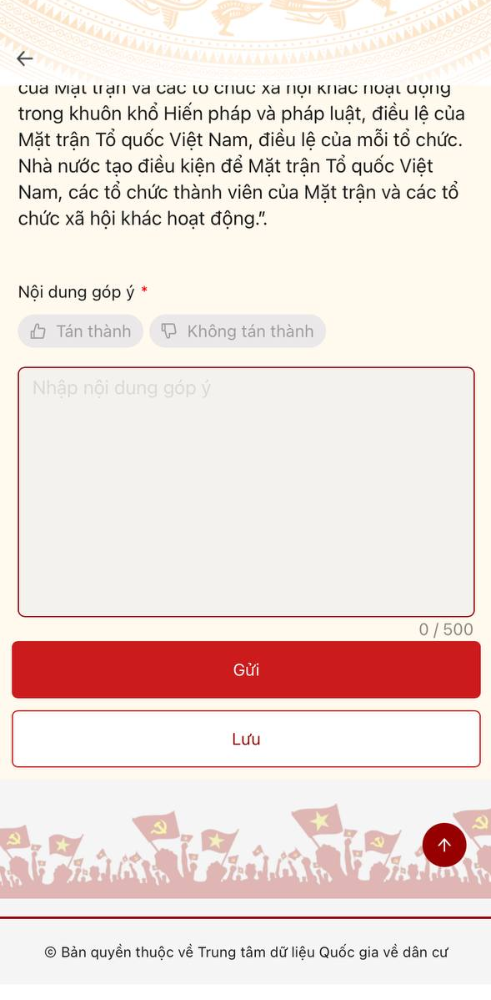 của Mặt trận và các tổ chức xã hội khác hoạt động
trong khuôn khổ Hiến pháp và pháp luật, điều lệ của
Mặt trận Tổ quốc Việt Nam, điều lệ của mỗi tổ chức.
Nhà nước tạo điều kiện để Mặt trận Tổ quốc Việt
Nam, các tổ chức thành viên của Mặt trận và các tổ
chức xã hội khác hoạt động.”.
Nội dung góp ý *
Tán thành
Không tán thành
Nhập nội dung góp ý
0 / 500
Gửi
Lưu
© Bản quyền thuộc về Trung tâm dữ liệu Quốc gia về dân cư